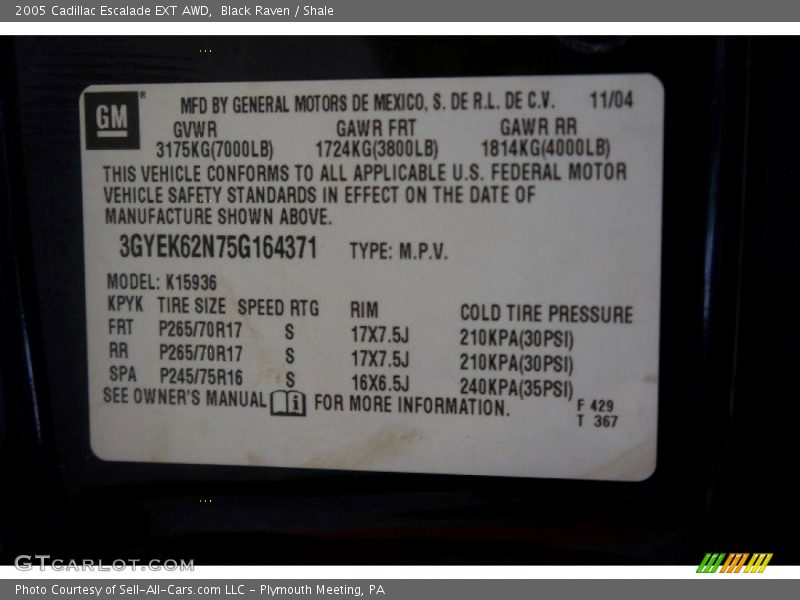 2005 Cadillac Escalade EXT AWD, Black Raven / Shale
GM®
MFD BY GENERAL MOTORS DE MEXICO, S. DE R.L. DE C.V. 11/04
GVWR GAWR FRT GAWR RR
3175KG(7000LB) 1724KG(3800LB) 1814KG(4000LB)
THIS VEHICLE CONFORMS TO ALL APPLICABLE U.S. FEDERAL MOTOR
VEHICLE SAFETY STANDARDS IN EFFECT ON THE DATE OF
MANUFACTURE SHOWN ABOVE.
3GYEK62N75G164371 TYPE: M.P.V.
MODEL: K15936
KPYK TIRE SIZE SPEED RTG RIM COLD TIRE PRESSURE
FRT P265/70R17 S 17X7.5J 210KPA(30PSI)
RR P265/70R17 S 17X7.5J 210KPA(30PSI)
SPA P245/75R16 S 16X6.5J 240KPA(35PSI)
SEE OWNER'S MANUAL i FOR MORE INFORMATION.
F 429
T 367
GTCARLOT.COM
Photo Courtesy of Sell-All-Cars.com LLC - Plymouth Meeting, PA